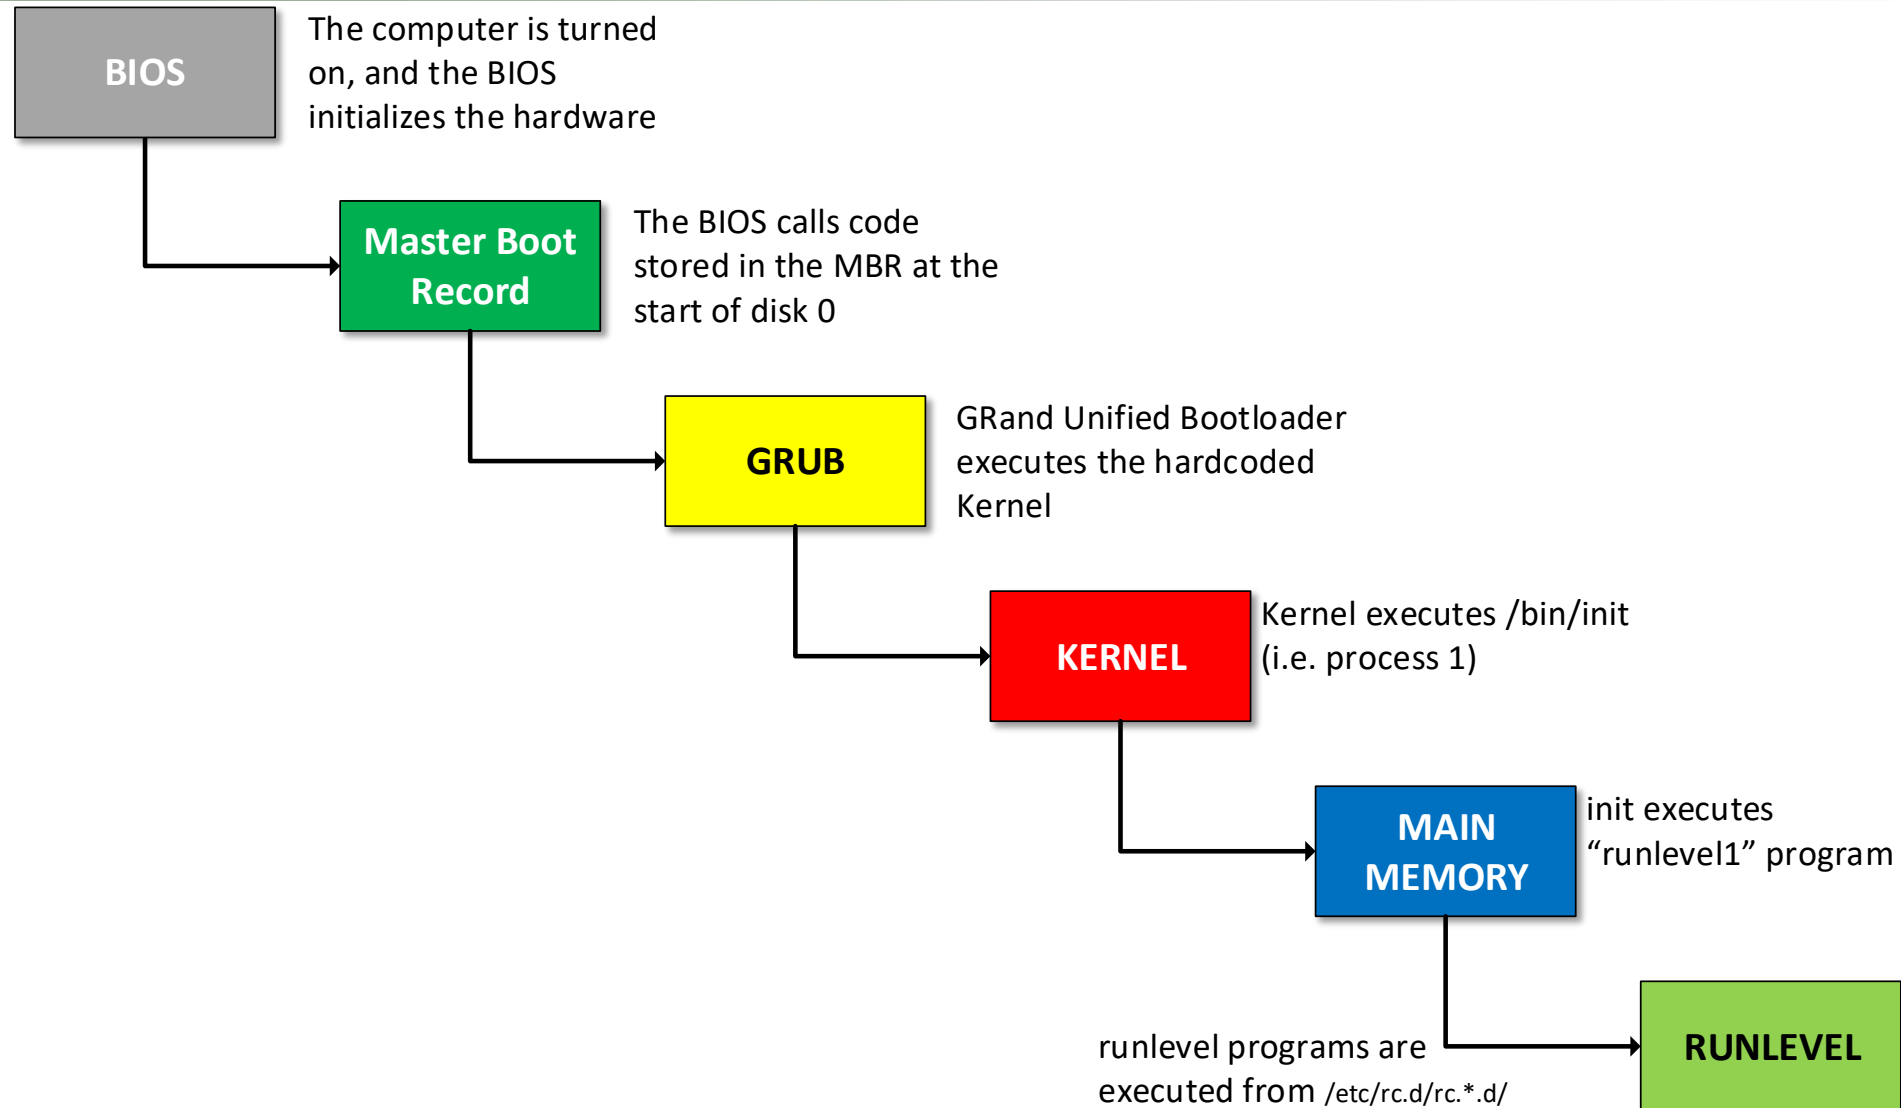 BIOS
The computer is turned
on, and the BIOS
initializes the hardware
Master Boot
Record
The BIOS calls code
stored in the MBR at the
start of disk 0
GRUB
GRand Unified Bootloader
executes the hardcoded
Kernel
KERNEL
Kernel executes /bin/init
(i.e. process 1)
MAIN
MEMORY
init executes
“runlevel1” program
RUNLEVEL
runlevel programs are
executed from /etc/rc.d/rc.*.d/